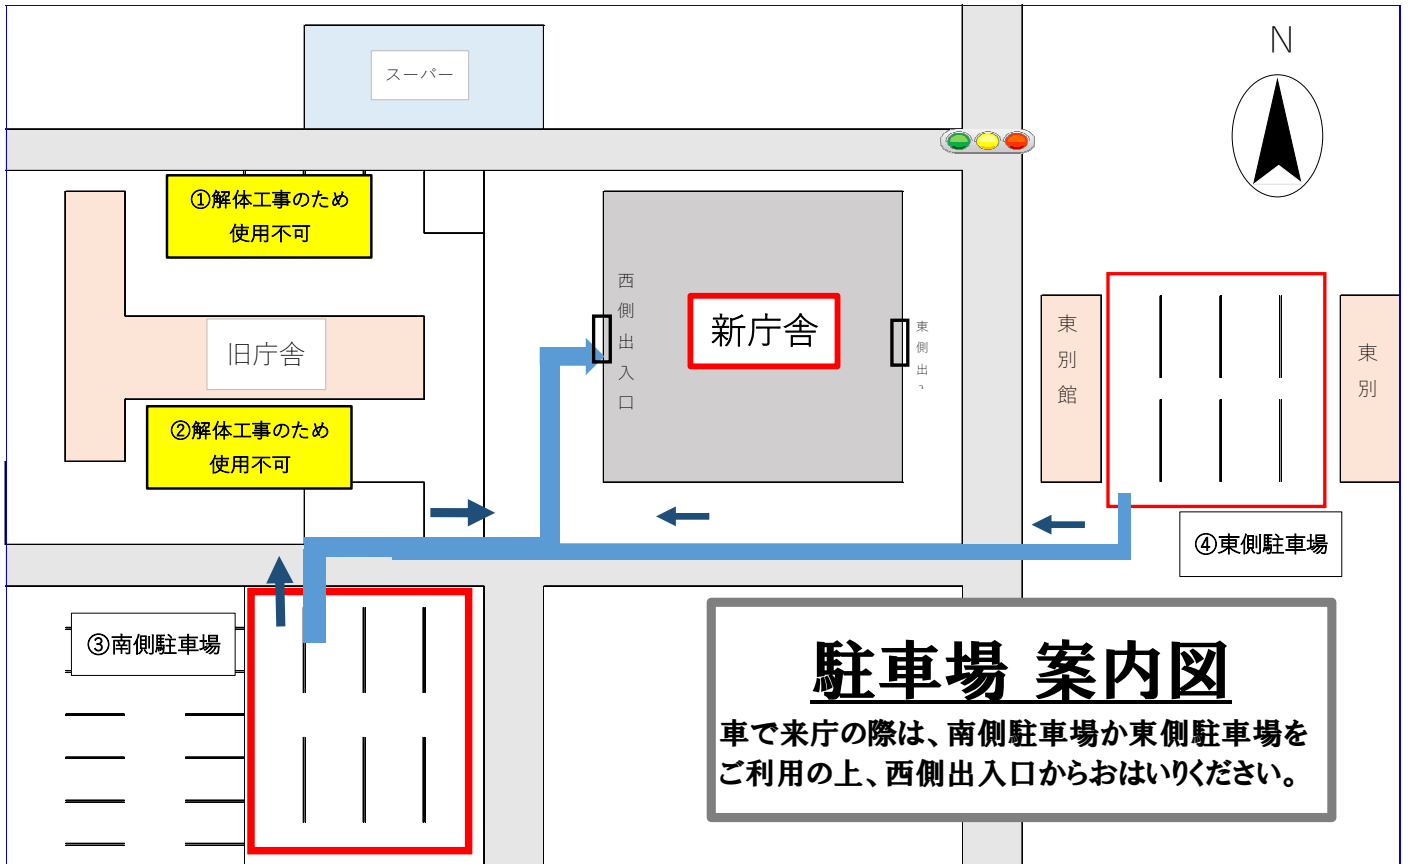 スーパー
N
①解体工事のため
使用不可
西側出入口
新庁舎
東側出
東別館
東別
旧庁舎
②解体工事のため
使用不可
④東側駐車場
③南側駐車場
駐車場 案内図
車で来庁の際は、南側駐車場か東側駐車場を
ご利用の上、西側出入口からおはいりください。